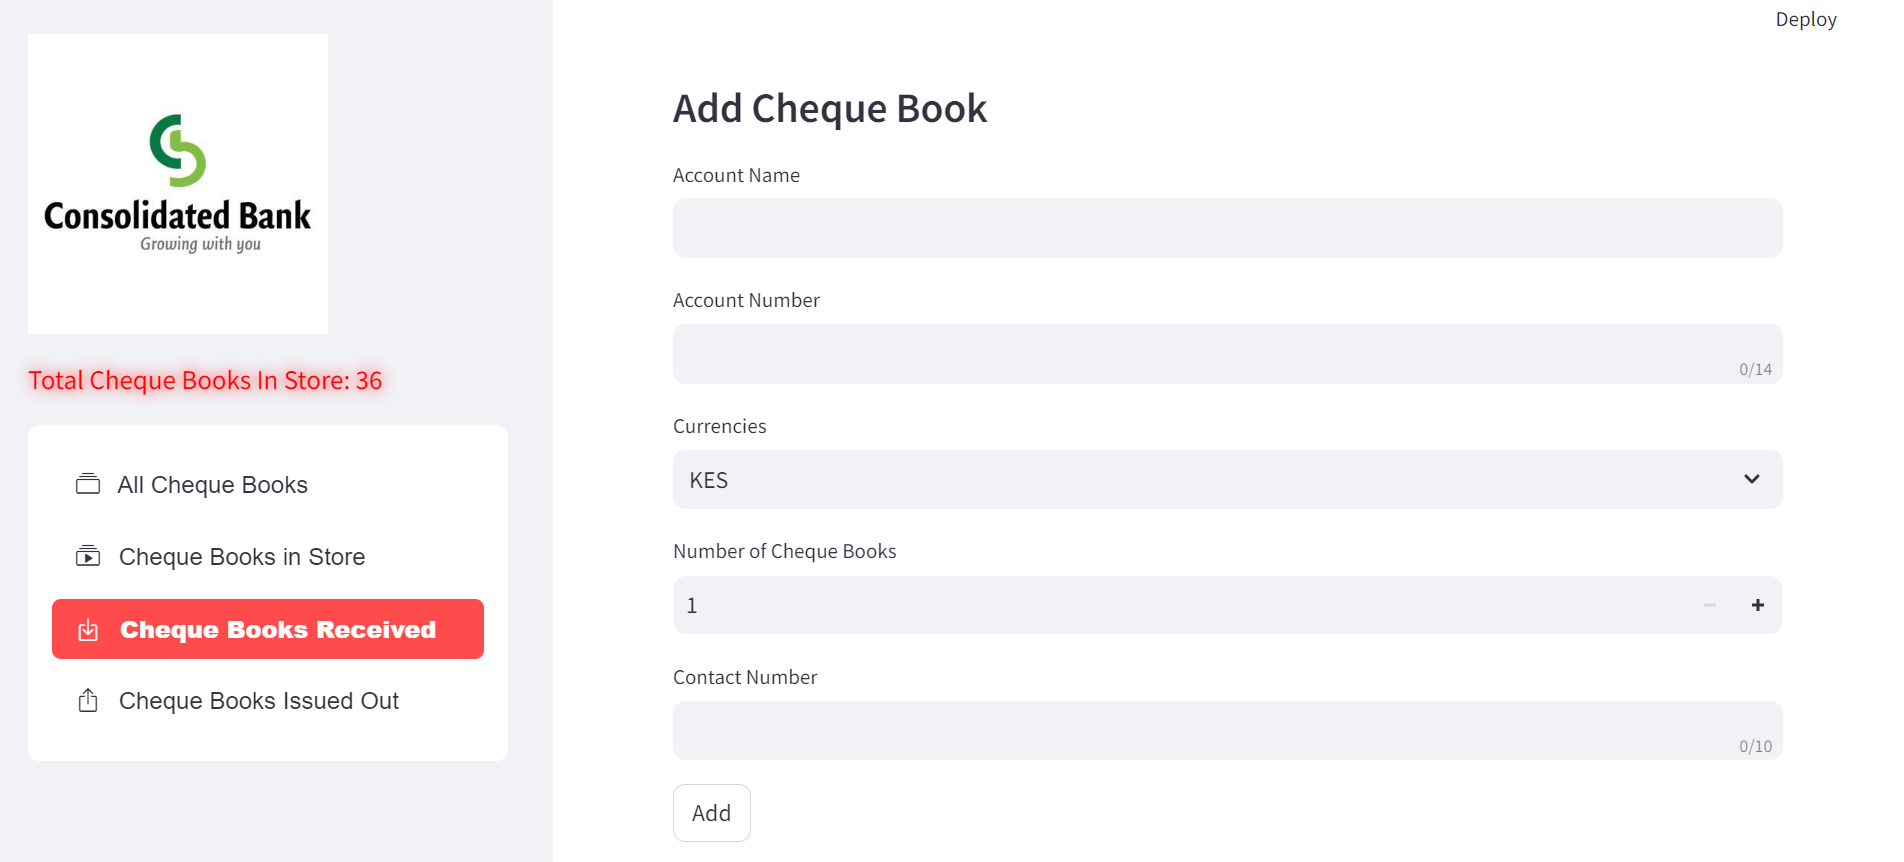 Deploy
Consolidated Bank
Growing with you
Total Cheque Books In Store: 36
All Cheque Books
Cheque Books in Store
Cheque Books Received
Cheque Books Issued Out
Add Cheque Book
Account Name
Account Number
0/14
Currencies
KES
Number of Cheque Books
1
Contact Number
0/10
Add